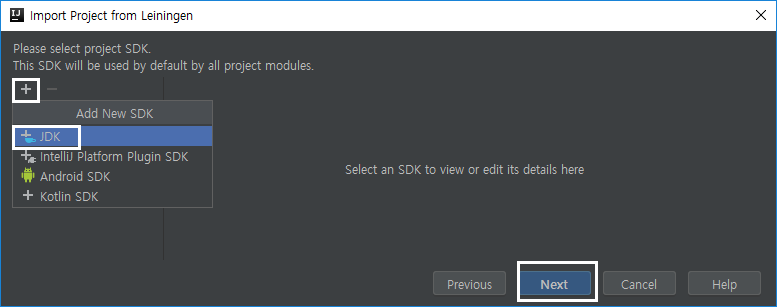 Import Project from Leiningen
Please select project SDK.
This SDK will be used by default by all project modules.
Add New SDK
JDK
IntelliJ Platform Plugin SDK
Android SDK
Kotlin SDK
Select an SDK to view or edit its details here
Previous
Next
Cancel
Help